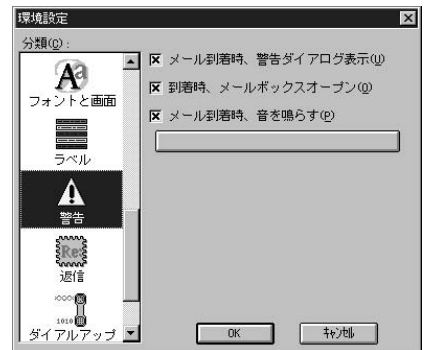 環境設定
分類(C):
フォントと画面
ラベル
警告
Re:
返信
1010
ダイアルアップ
メール到着時、警告ダイアログ表示(U)
到着時、メールボックスオープン(O)
メール到着時、音を鳴らす(P)
OK
キャンセル